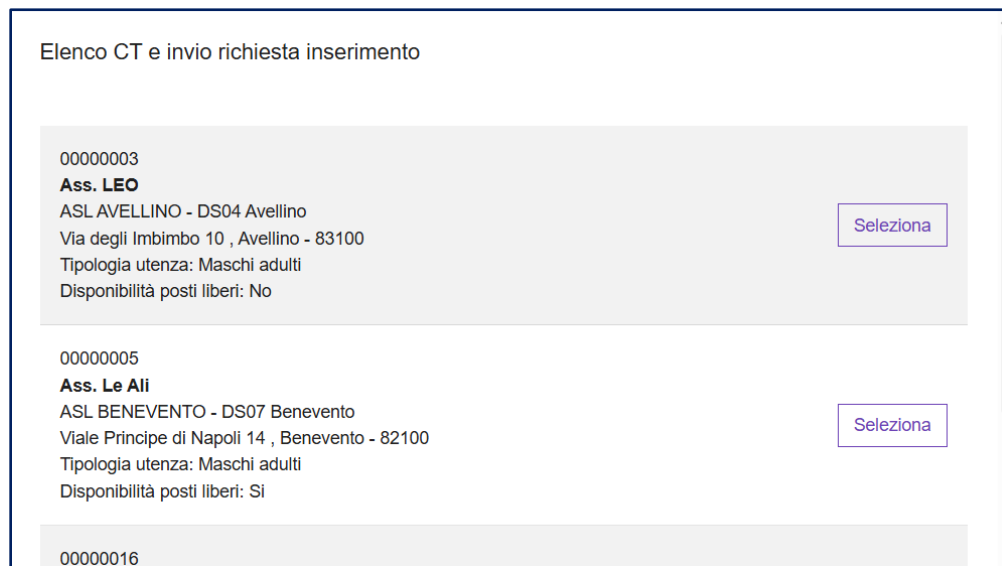 Elenco CT e invio richiesta inserimento
00000003
Ass. LEO
ASL AVELLINO - DS04 Avellino
Via degli Imbimbo 10 , Avellino - 83100
Tipologia utenza: Maschi adulti
Disponibilità posti liberi: No
Seleziona
00000005
Ass. Le Ali
ASL BENEVENTO - DS07 Benevento
Viale Principe di Napoli 14 , Benevento - 82100
Tipologia utenza: Maschi adulti
Disponibilità posti liberi: Si
Seleziona
00000016